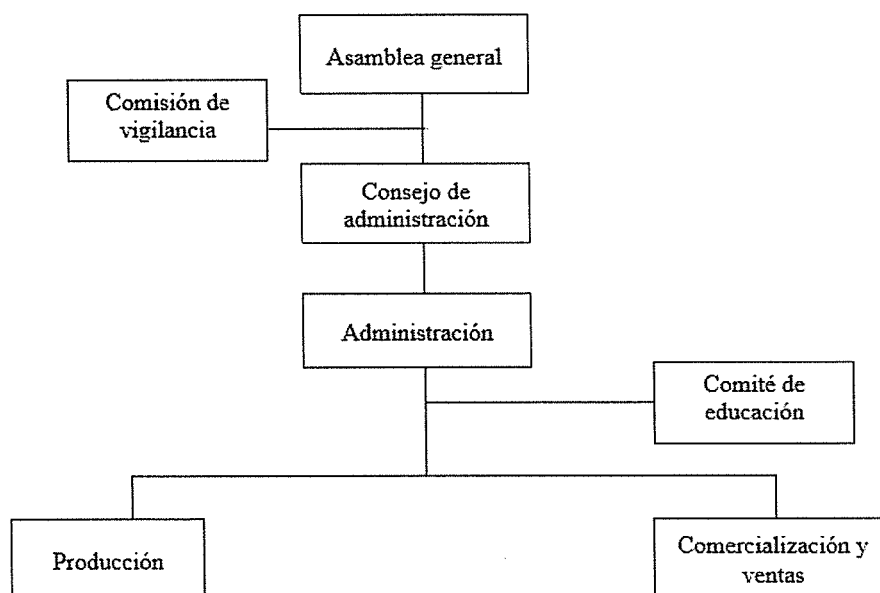 Asamblea general
Comisión de
vigilancia
Consejo de
administración
Administración
Comité de
educación
Producción
Comercialización y
ventas